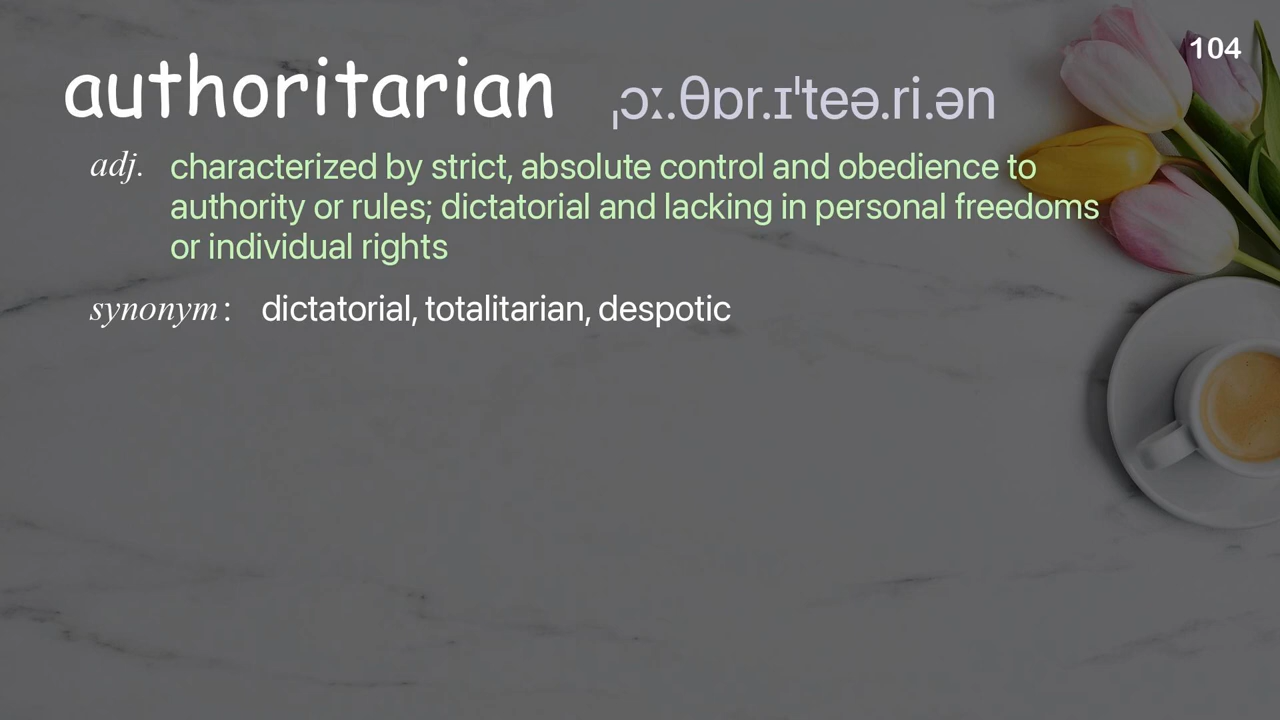 104
authoritarian ˌɔː.θɒr.ɪˈteə.ri.ən
adj. characterized by strict, absolute control and obedience to
authority or rules; dictatorial and lacking in personal freedoms
or individual rights
synonym: dictatorial, totalitarian, despotic